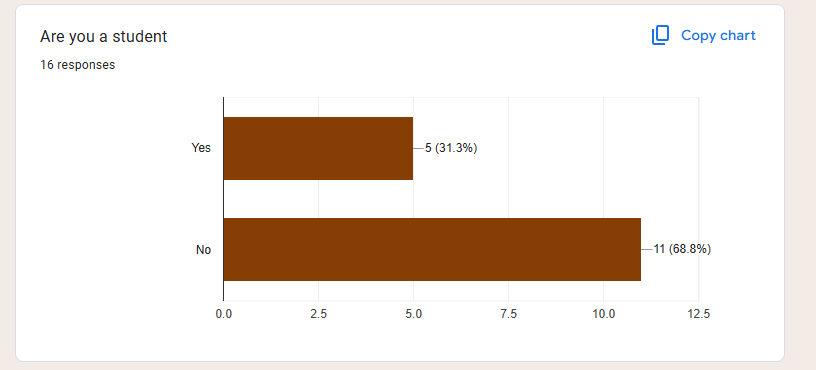 Are you a student
Copy chart
16 responses
Yes
5 (31.3%)
No
11 (68.8%)
0.0
2.5
5.0
7.5
10.0
12.5